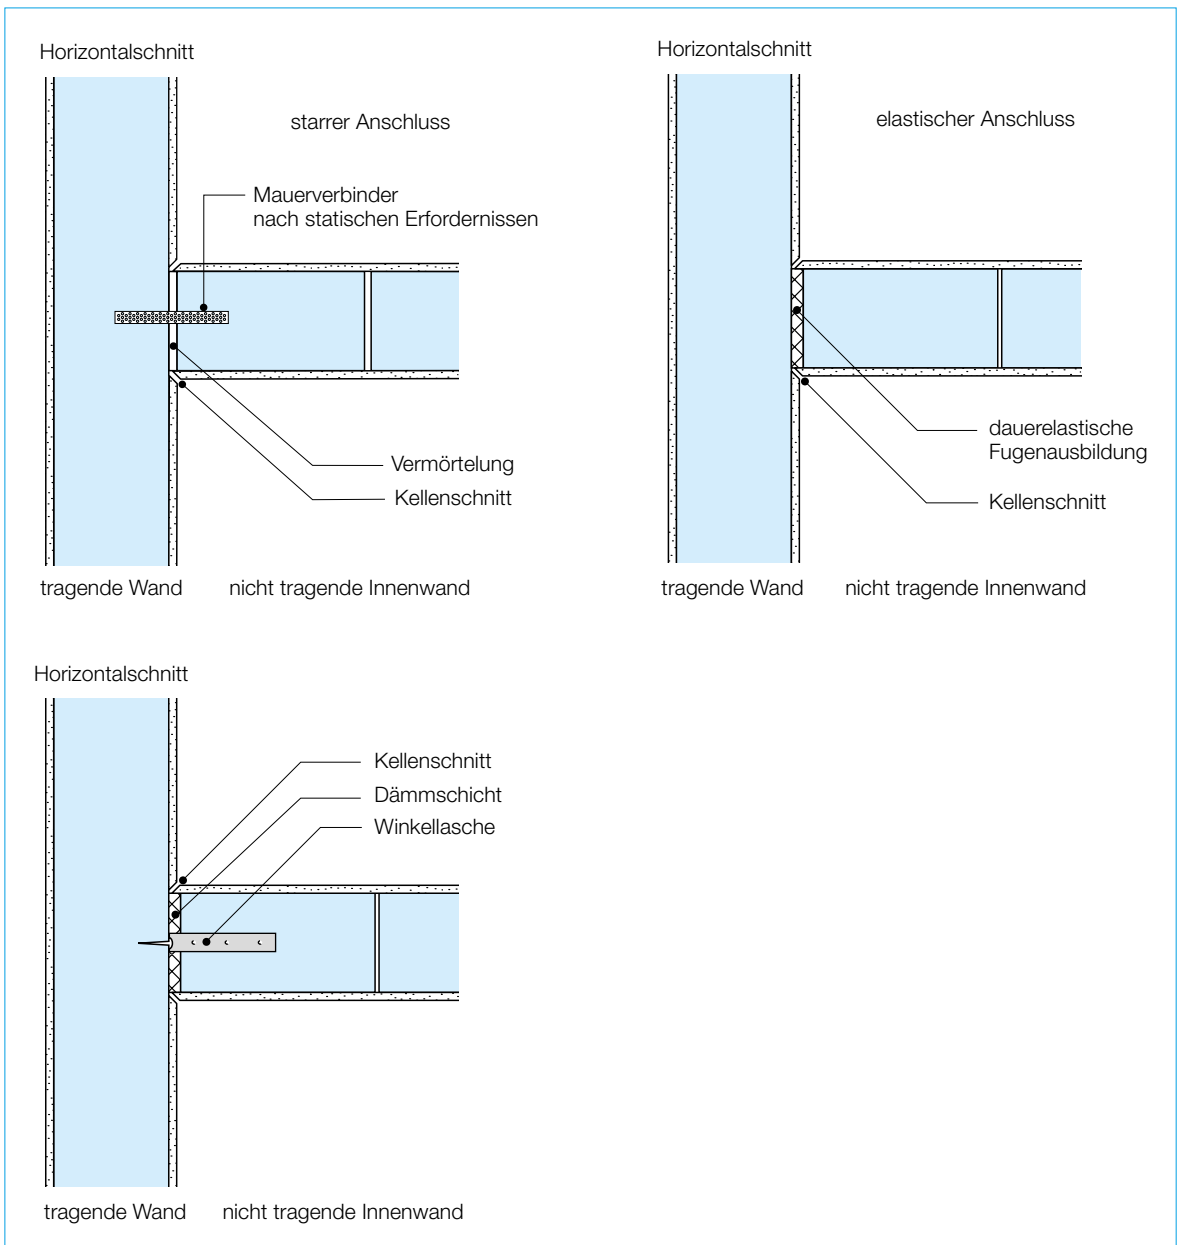 Horizontalschnitt
starrer Anschluss
Mauerverbinder
nach statischen Erfordernissen
Vermörtelung
Kellenschnitt
tragende Wand
nicht tragende Innenwand
Horizontalschnitt
elastischer Anschluss
dauerelastische
Fugenausbildung
Kellenschnitt
tragende Wand
nicht tragende Innenwand
Horizontalschnitt
Kellenschnitt
Dämmschicht
Winkellasche
tragende Wand
nicht tragende Innenwand